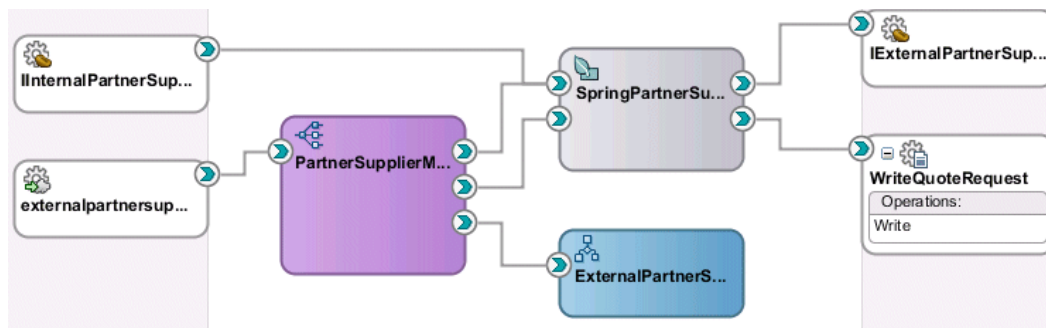 IInternalPartnerSup...
externalpartnersup...
PartnerSupplierM...
SpringPartnerSu...
ExternalPartnerS...
IExternalPartnerSup...
WriteQuoteRequest
Operations:
Write